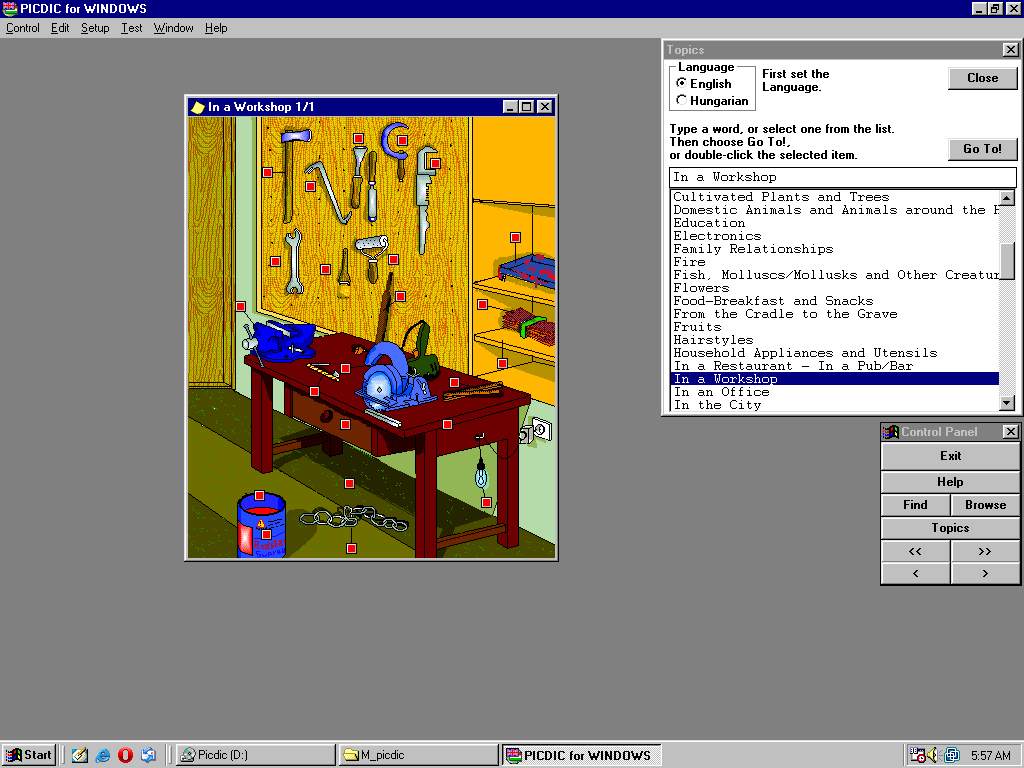 PICDIC for WINDOWS
Control Edit Setup Test Window Help
In a Workshop 1/1
Topics
Language
English
Hungarian
First set the
Language.
Close
Type a word, or select one from the list.
Then choose Go To!,
or double-click the selected item.
Go To!
In a Workshop
Cultivated Plants and Trees
Domestic Animals and Animals around the H
Education
Electronics
Family Relationships
Fire
Fish, Molluscs/Mollusks and Other Creatur
Flowers
Food-Breakfast and Snacks
From the Cradle to the Grave
Fruits
Hairstyles
Household Appliances and Utensils
In a Restaurant - In a Pub/Bar
In a Workshop
In an Office
In the City
Control Panel
Exit
Help
Find Browse
Topics
<< >>
< >
Start
Picdic (D:)
M_picdic
PICDIC for WINDOWS
5:57 AM